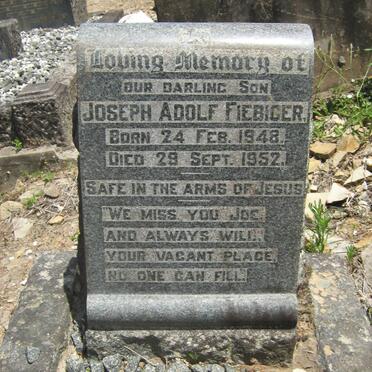 Loving Memory of
OUR DARLING SON
JOSEPH ADOLF FIEBIGER.
BORN 24 FEB. 1948.
DIED 29 SEPT. 1952.
SAFE IN THE ARMS OF JESUS
WE MISS YOU JOE,
AND ALWAYS WILL.
YOUR VACANT PLACE,
NO ONE CAN FILL.